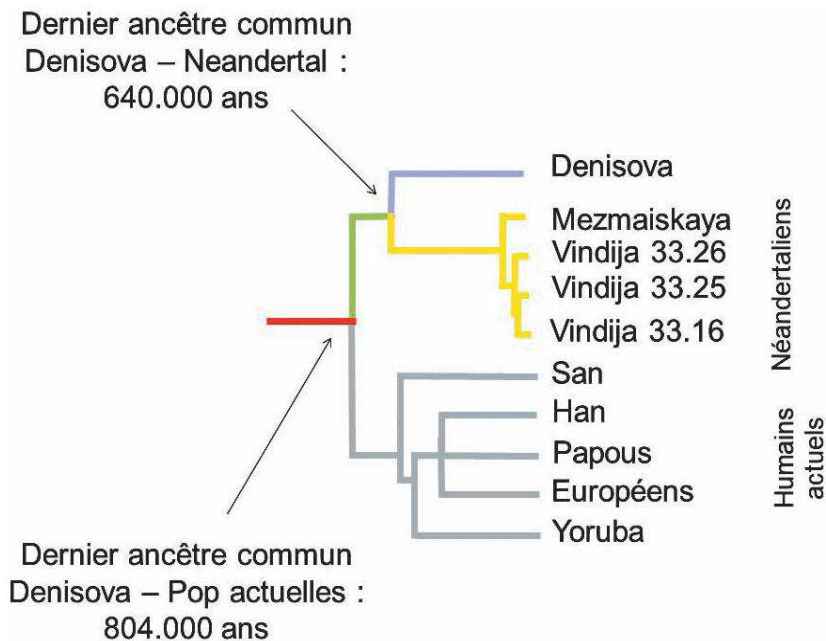 Dernier ancêtre commun
Denisova – Neandertal :
640.000 ans
Denisova
Mezmaiskaya
Vindija 33.26
Vindija 33.25
Vindija 33.16
Néandertaliens
San
Han
Papous
Européens
Yoruba
Humains
actuels
Dernier ancêtre commun
Denisova – Pop actuelles :
804.000 ans